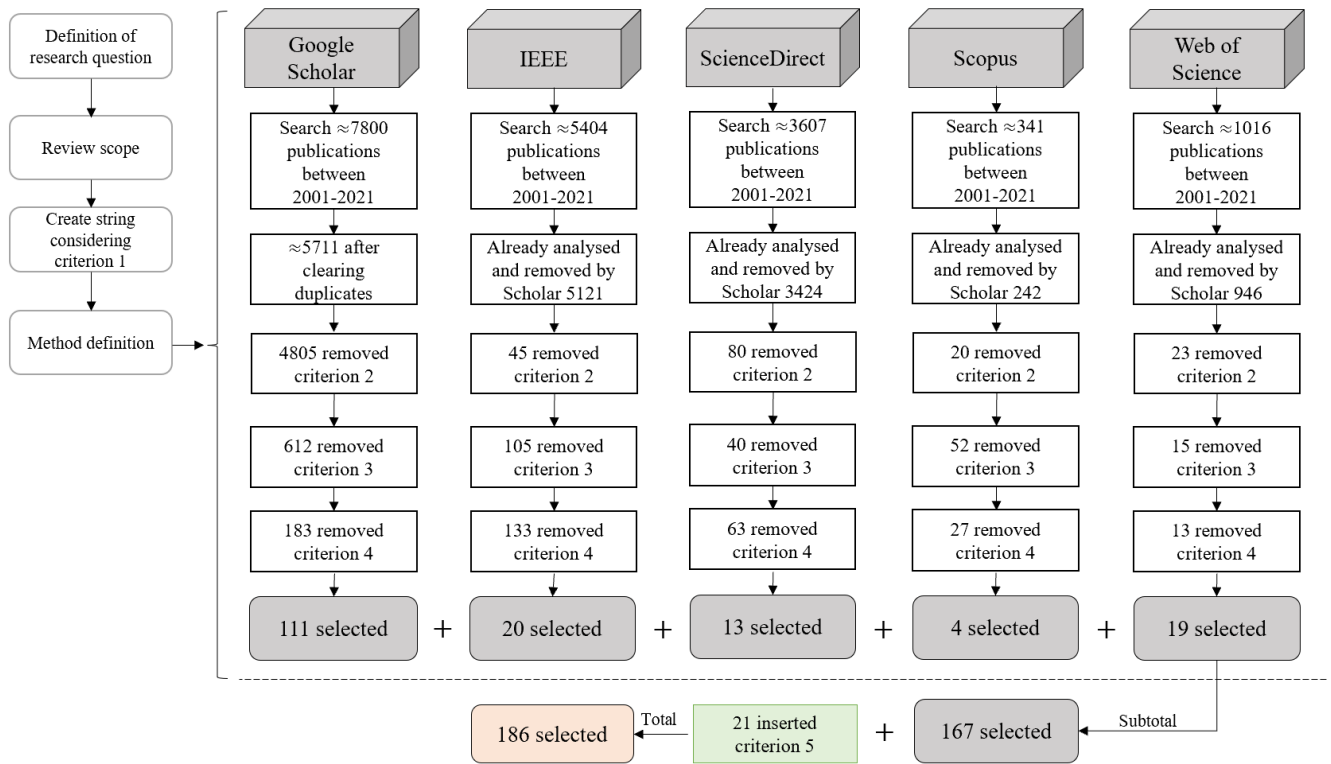 Definition of
research question
Review scope
Create string
considering
criterion 1
Method definition
Google
Scholar
Search ≈7800
publications
between
2001-2021
≈5711 after
clearing
duplicates
4805 removed
criterion 2
612 removed
criterion 3
183 removed
criterion 4
111 selected
+
IEEE
Search ≈5404
publications
between
2001-2021
Already analysed
and removed by
Scholar 5121
45 removed
criterion 2
105 removed
criterion 3
133 removed
criterion 4
20 selected
+
ScienceDirect
Search ≈3607
publications
between
2001-2021
Already analysed
and removed by
Scholar 3424
80 removed
criterion 2
40 removed
criterion 3
63 removed
criterion 4
13 selected
+
Scopus
Search ≈341
publications
between
2001-2021
Already analysed
and removed by
Scholar 242
20 removed
criterion 2
52 removed
criterion 3
27 removed
criterion 4
4 selected
+
Web of
Science
Search ≈1016
publications
between
2001-2021
Already analysed
and removed by
Scholar 946
23 removed
criterion 2
15 removed
criterion 3
13 removed
criterion 4
19 selected
Subtotal
167 selected
+
21 inserted
criterion 5
Total
186 selected